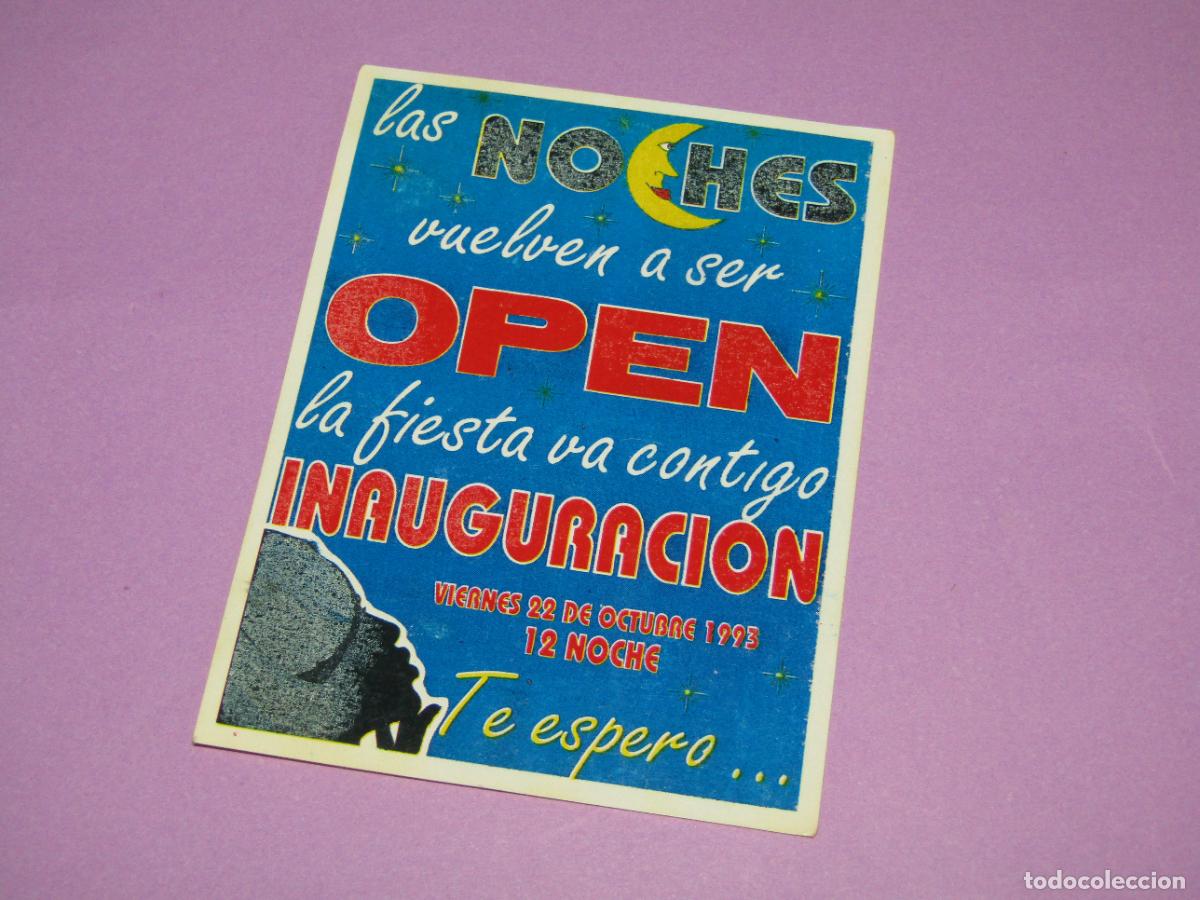 las NOCHES
vuelven a ser
OPEN
la fiesta va contigo
INAUGURACION
VIERNES 22 DE OCTUBRE 1993
12 NOCHE
Te espero ...
todocoleccion